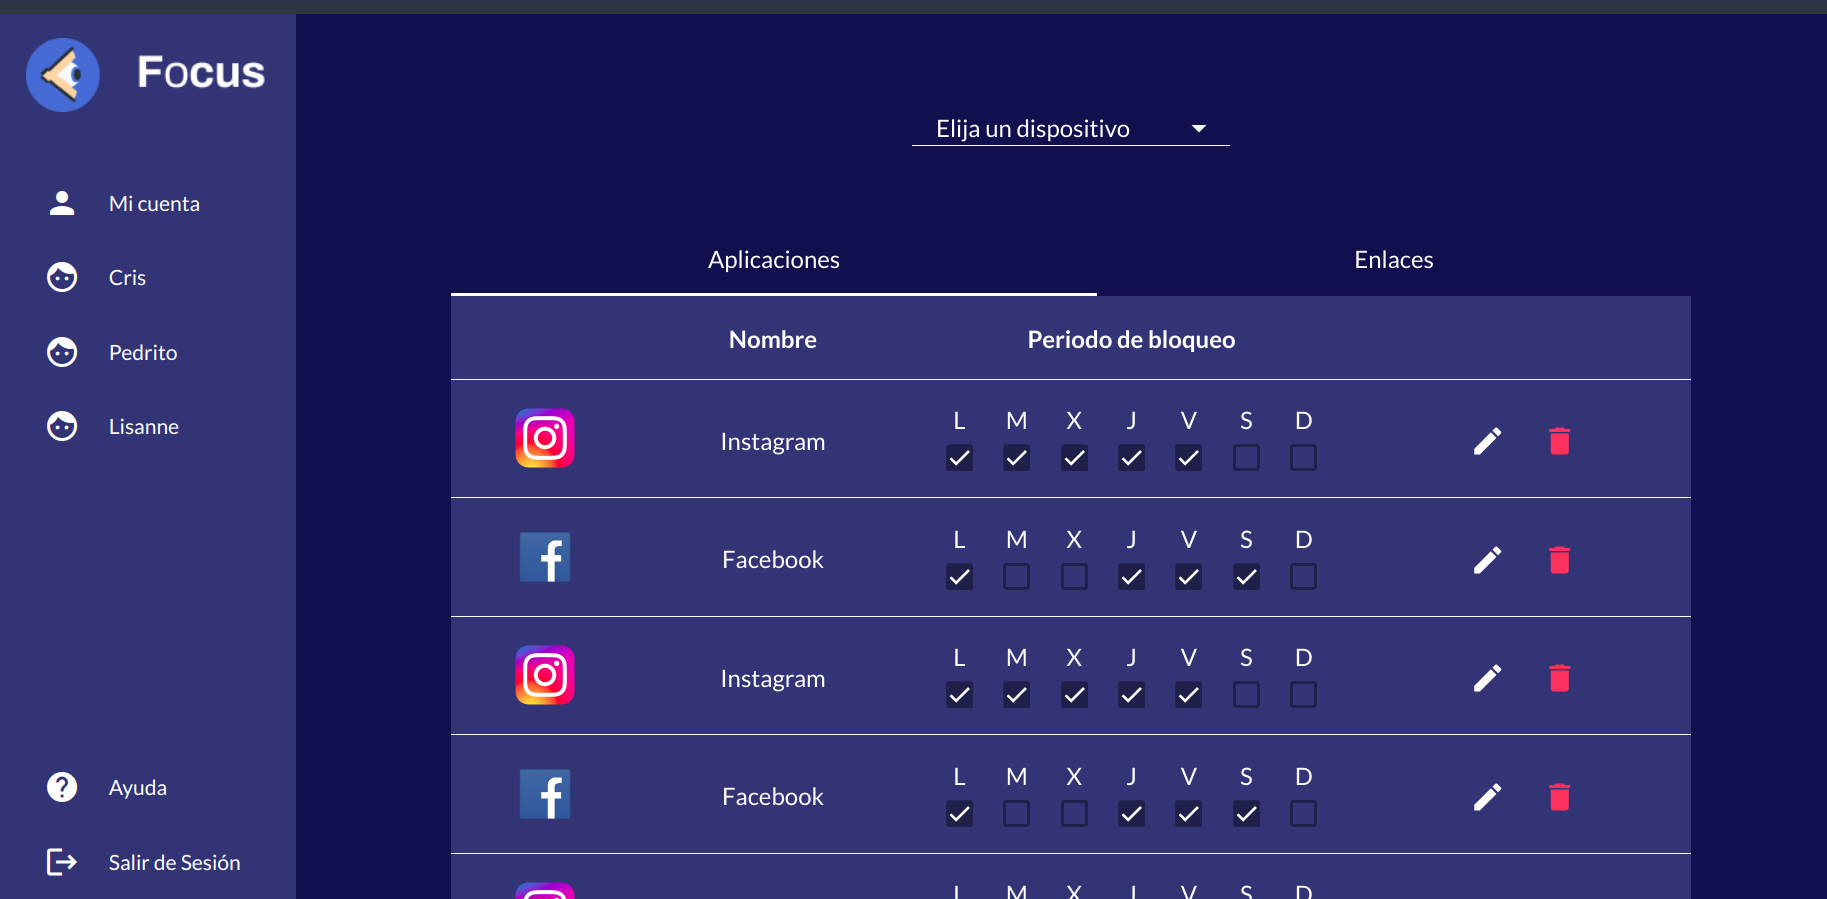 Focus
Elija un dispositivo
Mi cuenta
Cris
Pedrito
Lisanne
Ayuda
Salir de Sesión
Aplicaciones Enlaces
Nombre Periodo de bloqueo
L M X J V S D
Instagram
L M X J V S D
Facebook
L M X J V S D
Instagram
L M X J V S D
Facebook
L M X J V S D